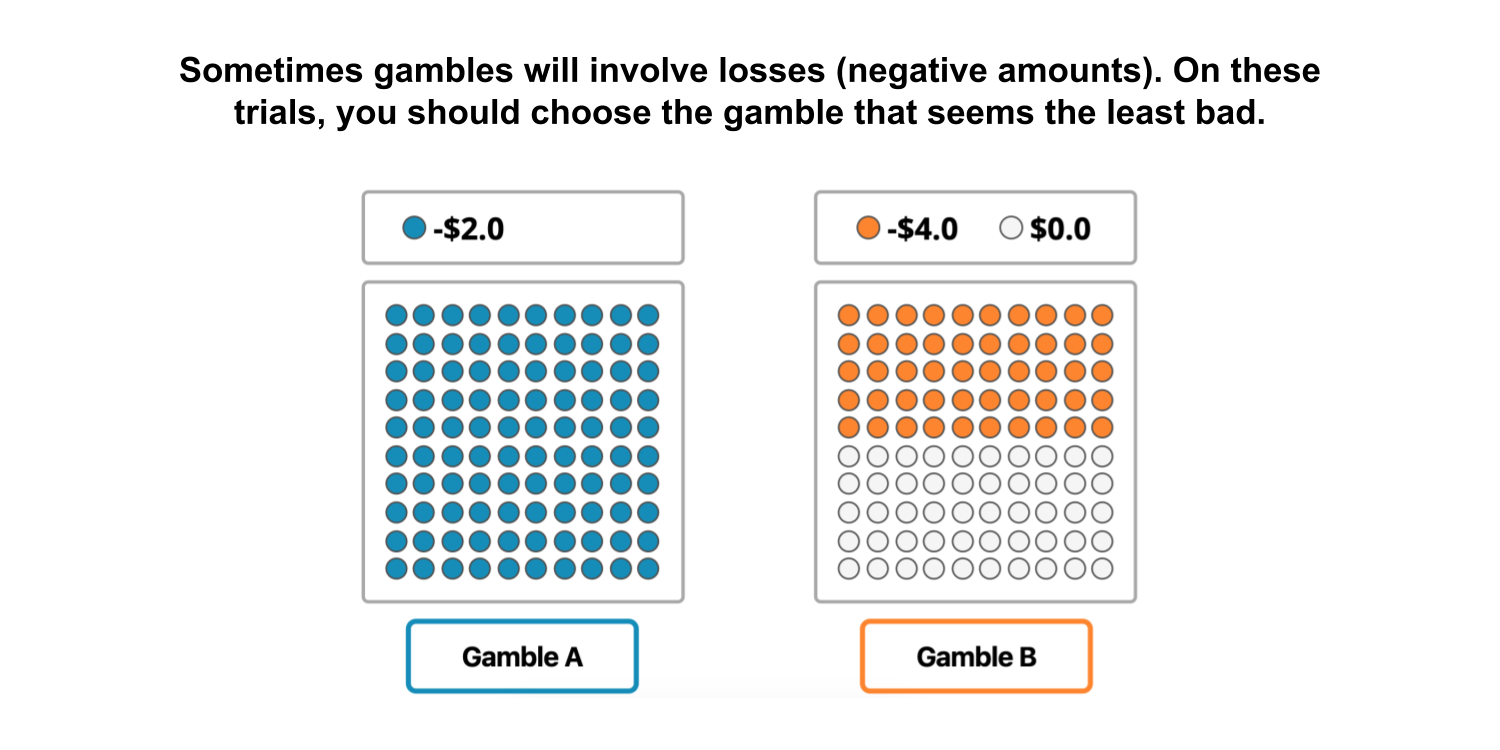 Sometimes gambles will involve losses (negative amounts). On these
trials, you should choose the gamble that seems the least bad.
-$2.0
-$4.0 $0.0
Gamble A
Gamble B